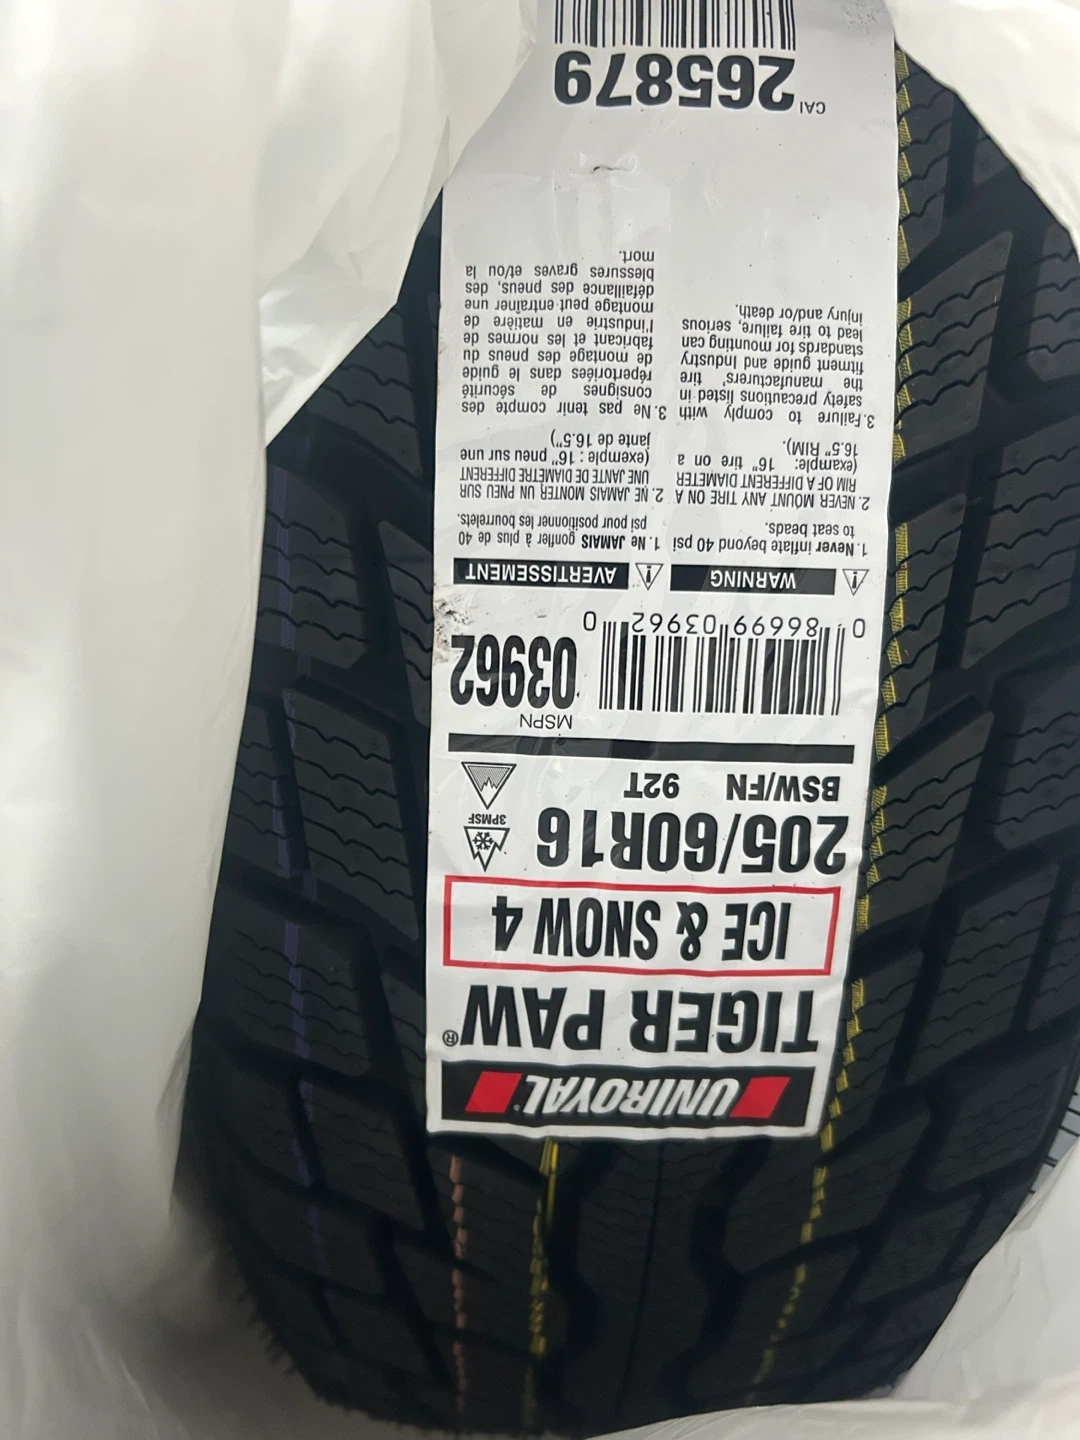 UNIROYAL
TIGER PAW®
ICE & SNOW 4
205/60R16
3PMSF
BSW/FN 92T
MSPN
03962
0 86699 03962 0
WARNING
1. Never inflate beyond 40 psi
to seat beads.
2. NEVER MOUNT ANY TIRE ON A
RIM OF A DIFFERENT DIAMETER
(example: 16" tire on a
16.5" RIM).
3. Failure to comply with
safety precautions listed in
the manufacturers' tire
fitment guide and Industry
standards for mounting can
lead to tire failure, serious
injury and/or death.
AVERTISSEMENT
1. Ne JAMAIS gonfler à plus de 40
psi pour positionner les bourrelets.
2. NE JAMAIS MONTER UN PNEU SUR
UNE JANTE DE DIAMETRE DIFFERENT
(exemple : 16" pneu sur une
jante de 16.5")
3. Ne pas tenir compte des
consignes de sécurité
répertoriées dans le guide
de montage des pneus du
fabricant et les normes de
l'industrie en matière de
montage peut entraîner une
défaillance des pneus, des
blessures graves et/ou la
mort.
CAI
265879